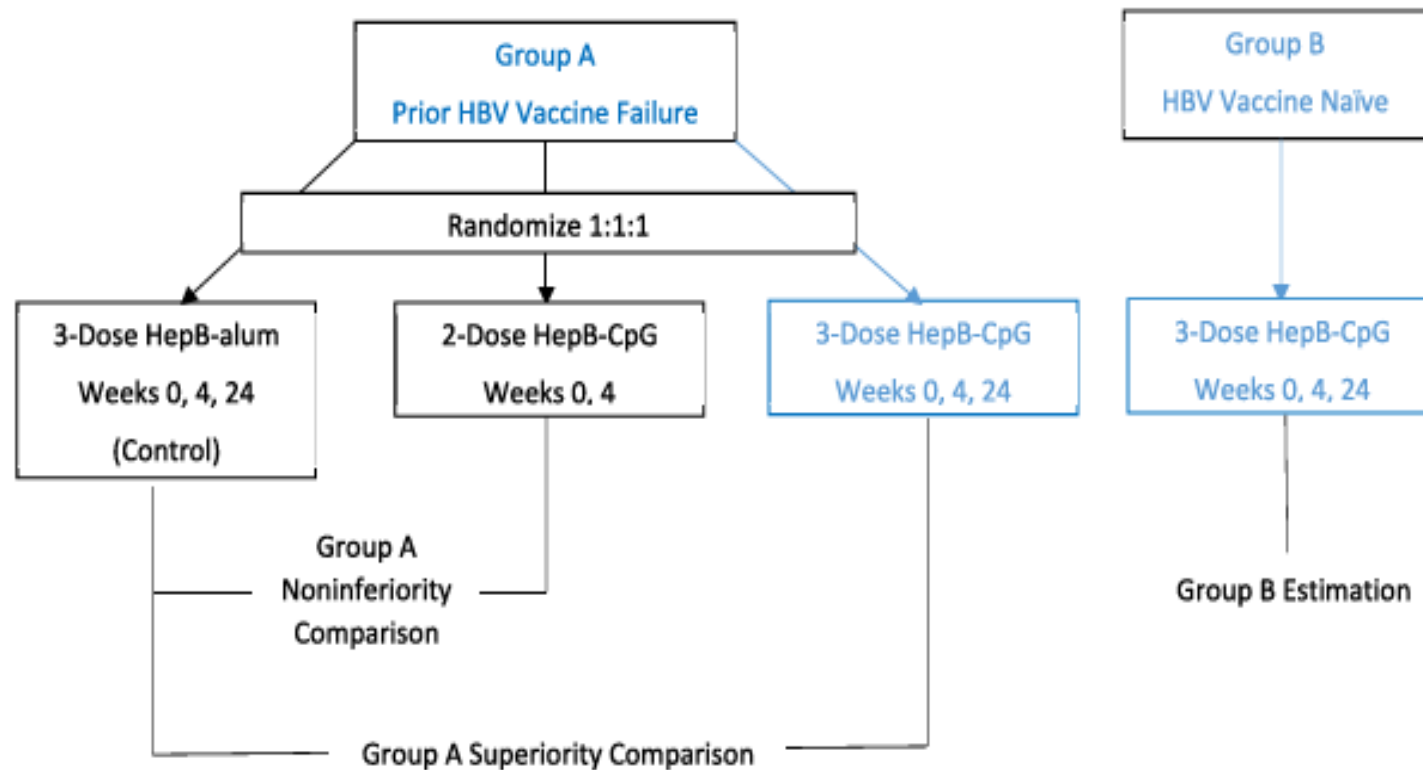 Group A
Prior HBV Vaccine Failure
Group B
HBV Vaccine Naïve
Randomize 1:1:1
3-Dose HepB-alum
Weeks 0, 4, 24
(Control)
2-Dose HepB-CpG
Weeks 0, 4
3-Dose HepB-CpG
Weeks 0, 4, 24
3-Dose HepB-CpG
Weeks 0, 4, 24
Group A
Noninferiority
Comparison
Group B Estimation
Group A Superiority Comparison